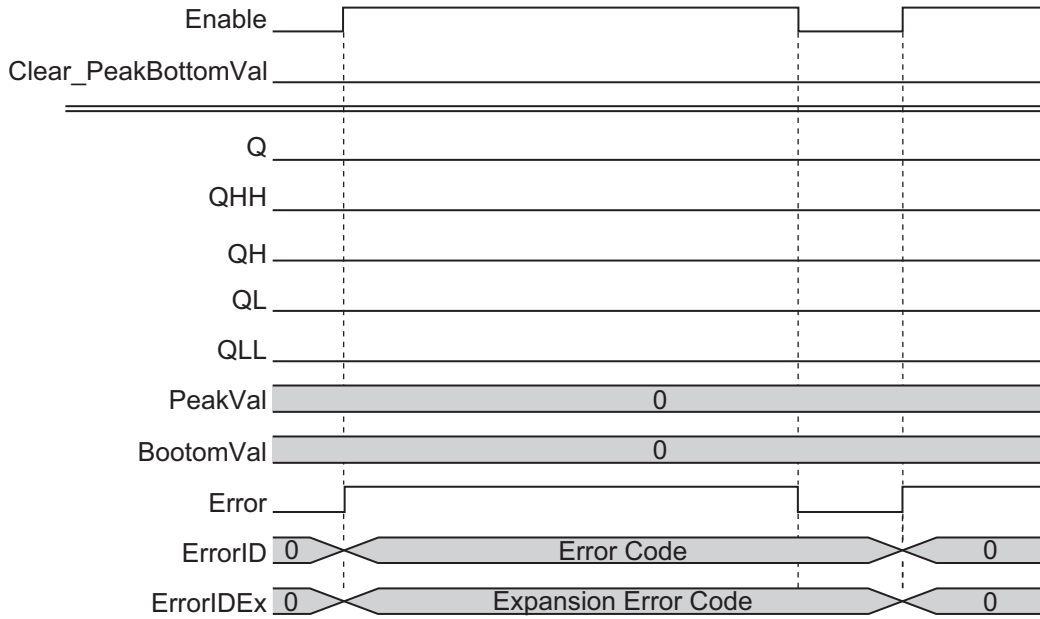 Enable
Clear_PeakBottomVal
Q
QHH
QH
QL
QLL
PeakVal 0
BootomVal 0
Error
ErrorID 0 Error Code 0
ErrorIDEx 0 Expansion Error Code 0